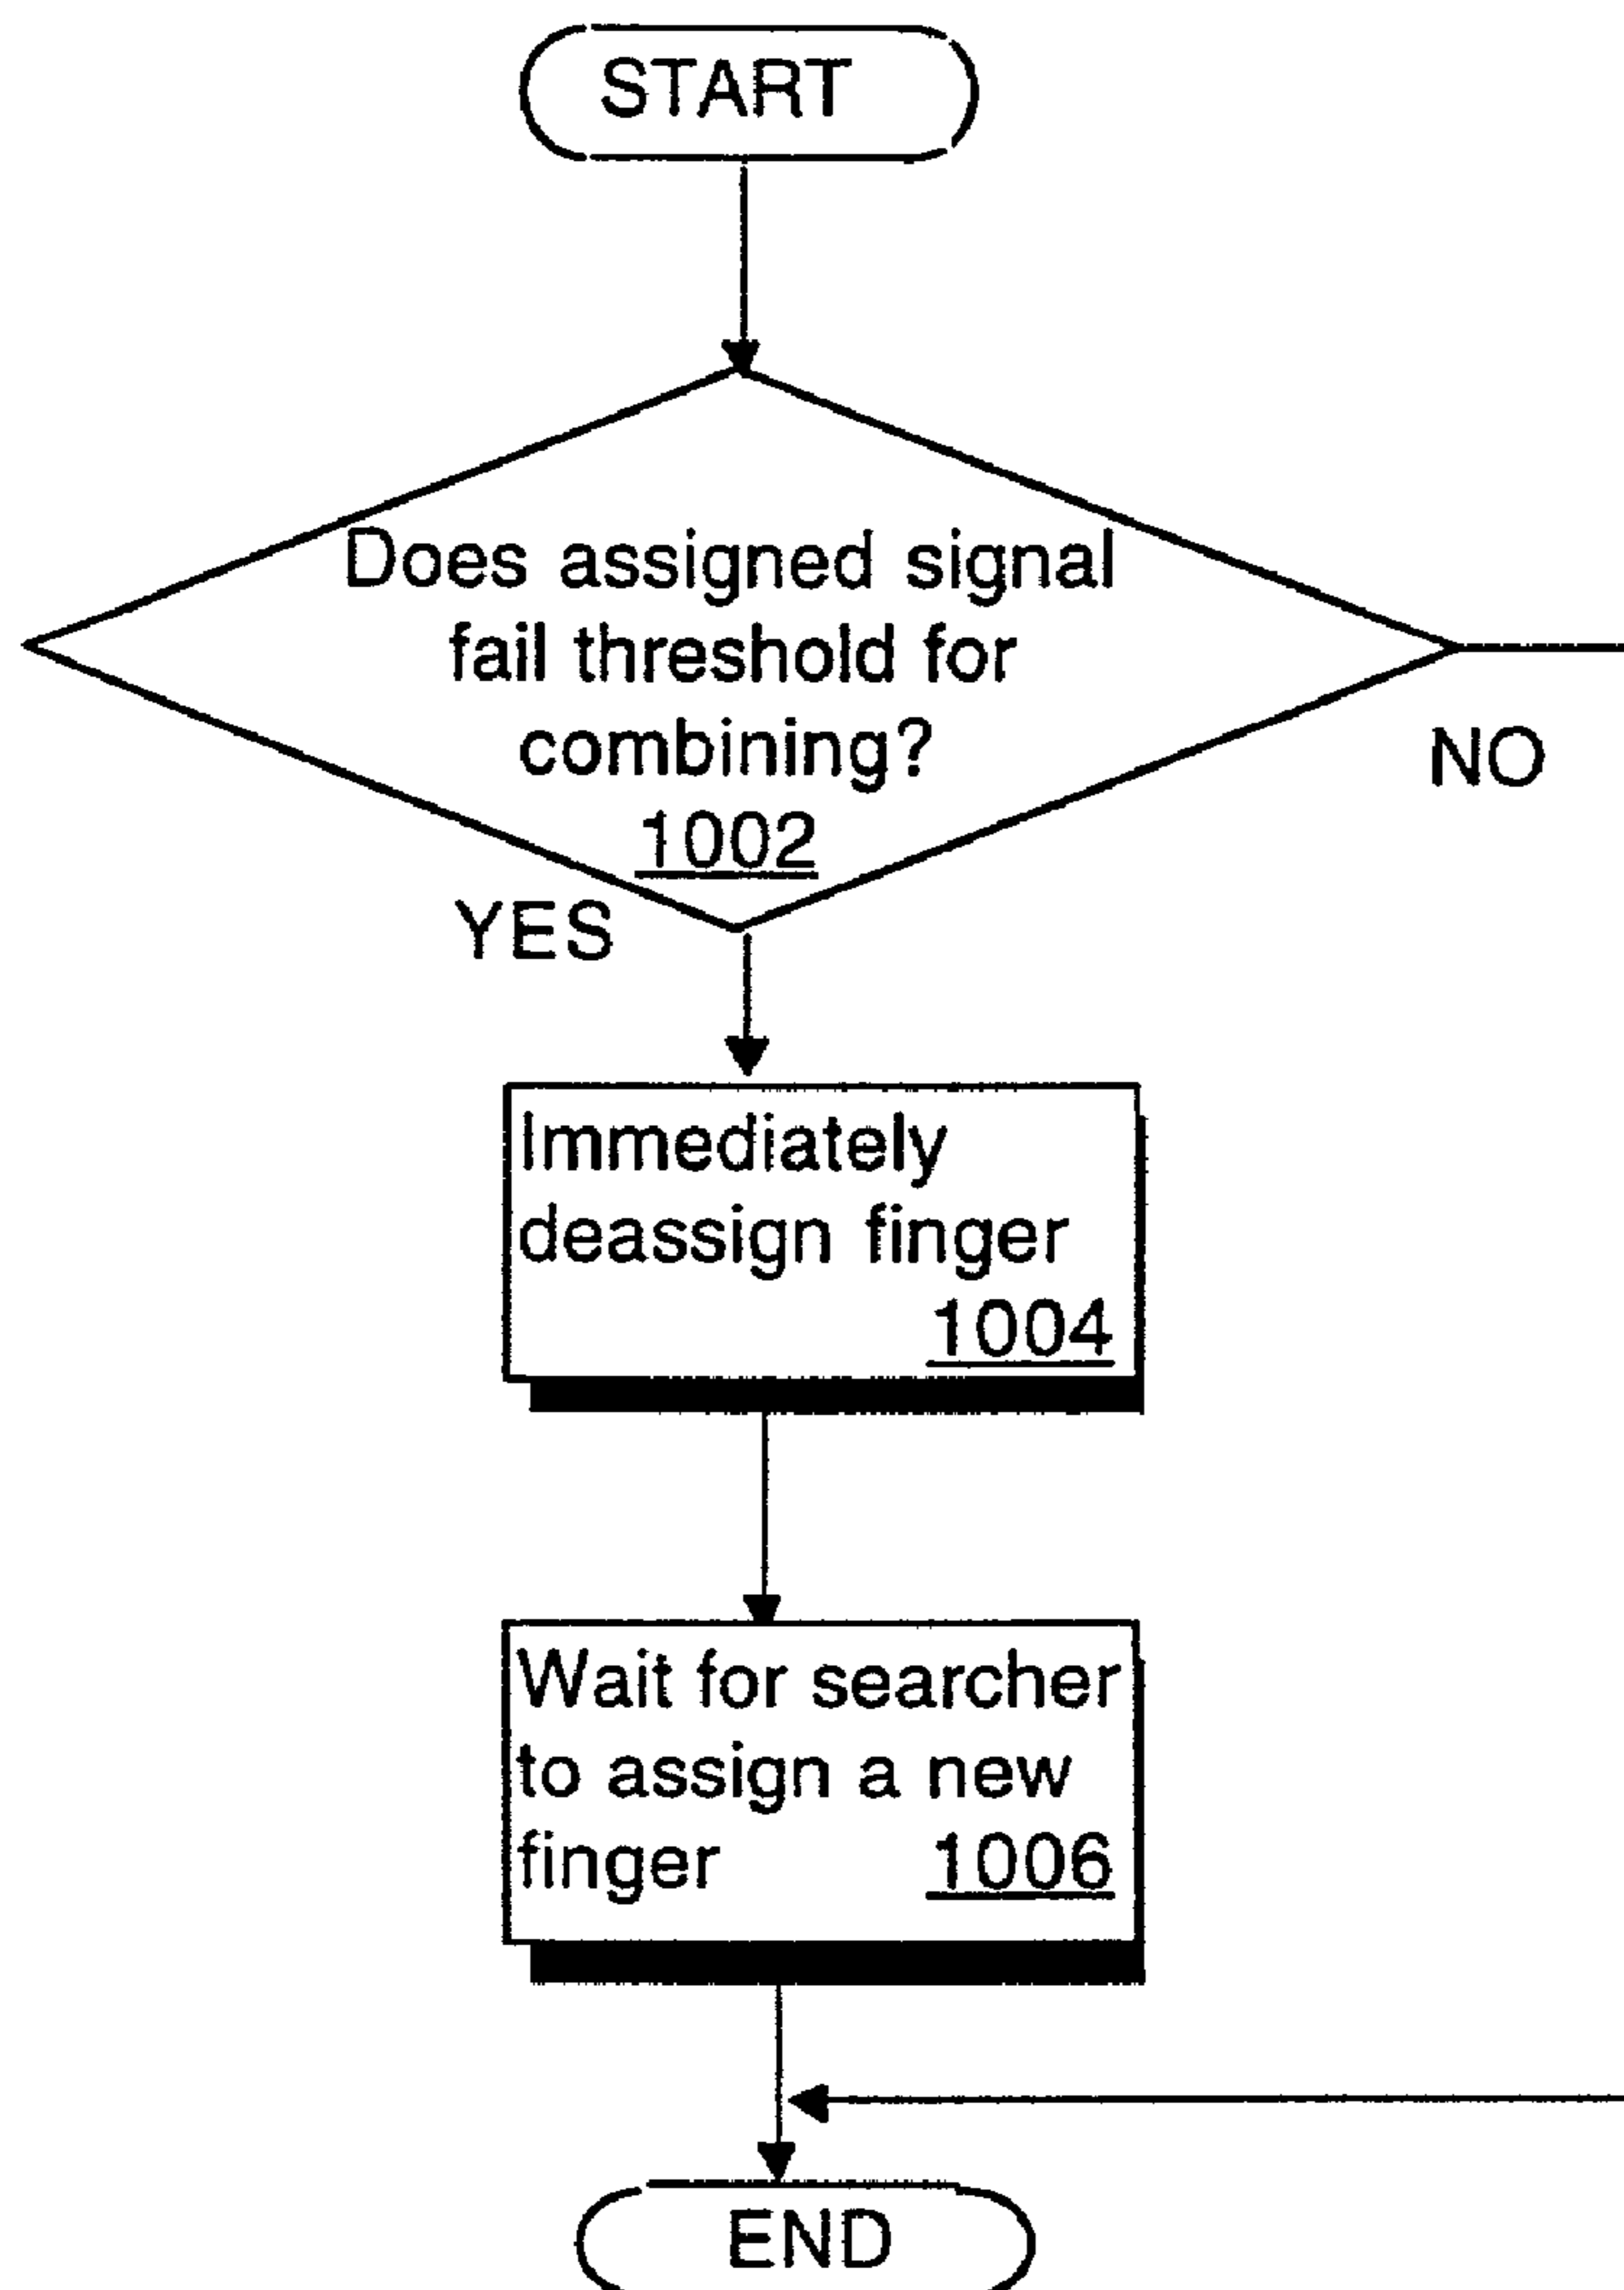 START
Does assigned signal
fail threshold for
combining?
1002
NO
YES
Immediately
deassign finger
1004
Wait for searcher
to assign a new
finger 1006
END